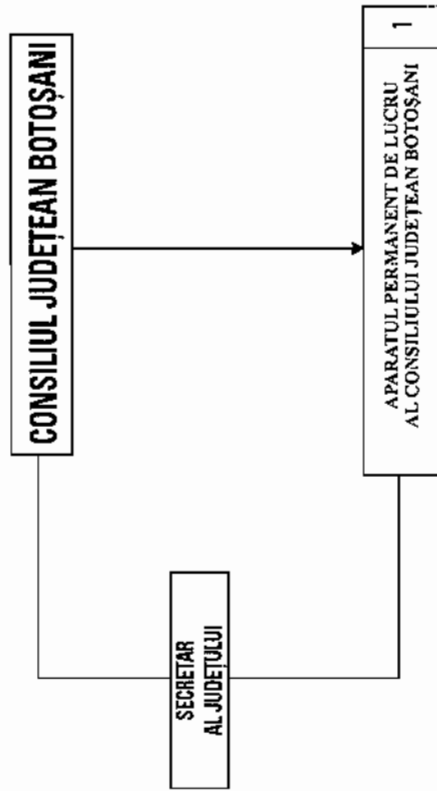 CONSILIUL JUDEȚEAN BOTOȘANI
SECRETAR
AL JUDEȚULUI
APARATUL PERMANENT DE LUCRU
AL CONSILIULUI JUDEȚEAN BOTOȘANI
1